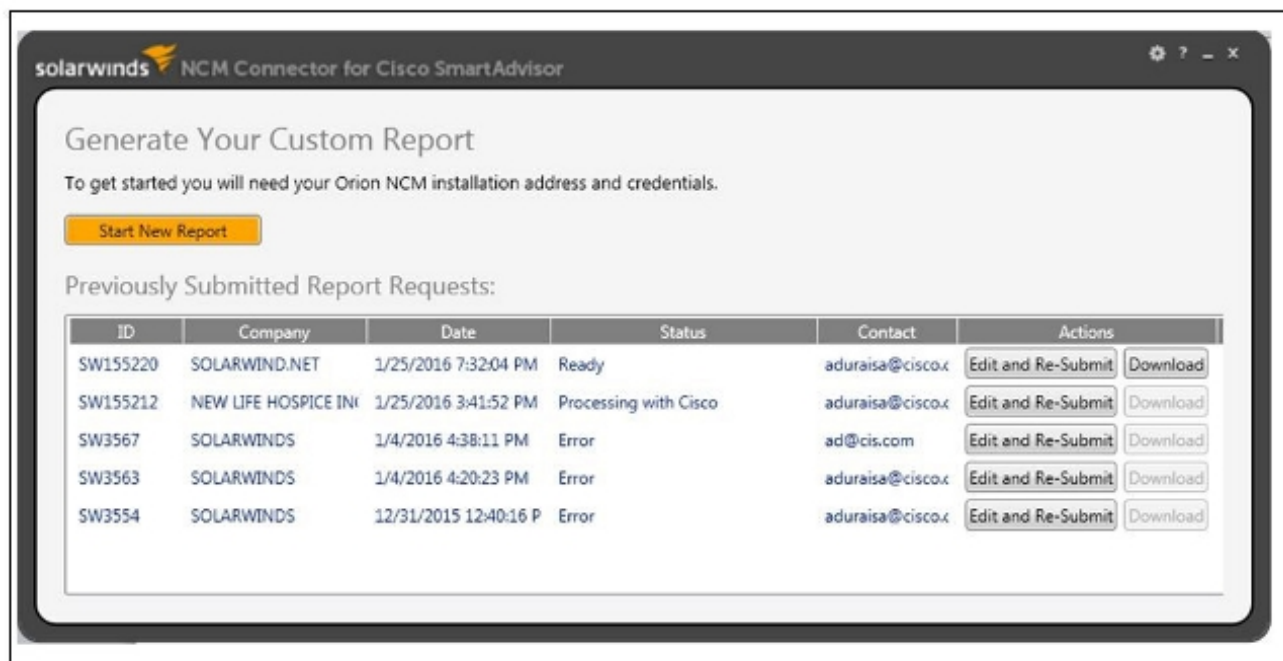 solarwinds NCM Connector for Cisco SmartAdvisor ? _ x
Generate Your Custom Report
To get started you will need your Orion NCM installation address and credentials.
Start New Report
Previously Submitted Report Requests:
ID Company Date Status Contact Actions
SW155220 SOLARWIND.NET 1/25/2016 7:32:04 PM Ready aduraisa@cisco.c Edit and Re-Submit Download
SW155212 NEW LIFE HOSPICE IN( 1/25/2016 3:41:52 PM Processing with Cisco aduraisa@cisco.c Edit and Re-Submit Download
SW3567 SOLARWINDS 1/4/2016 4:38:11 PM Error ad@cis.com Edit and Re-Submit Download
SW3563 SOLARWINDS 1/4/2016 4:20:23 PM Error aduraisa@cisco.c Edit and Re-Submit Download
SW3554 SOLARWINDS 12/31/2015 12:40:16 P Error aduraisa@cisco.c Edit and Re-Submit Download